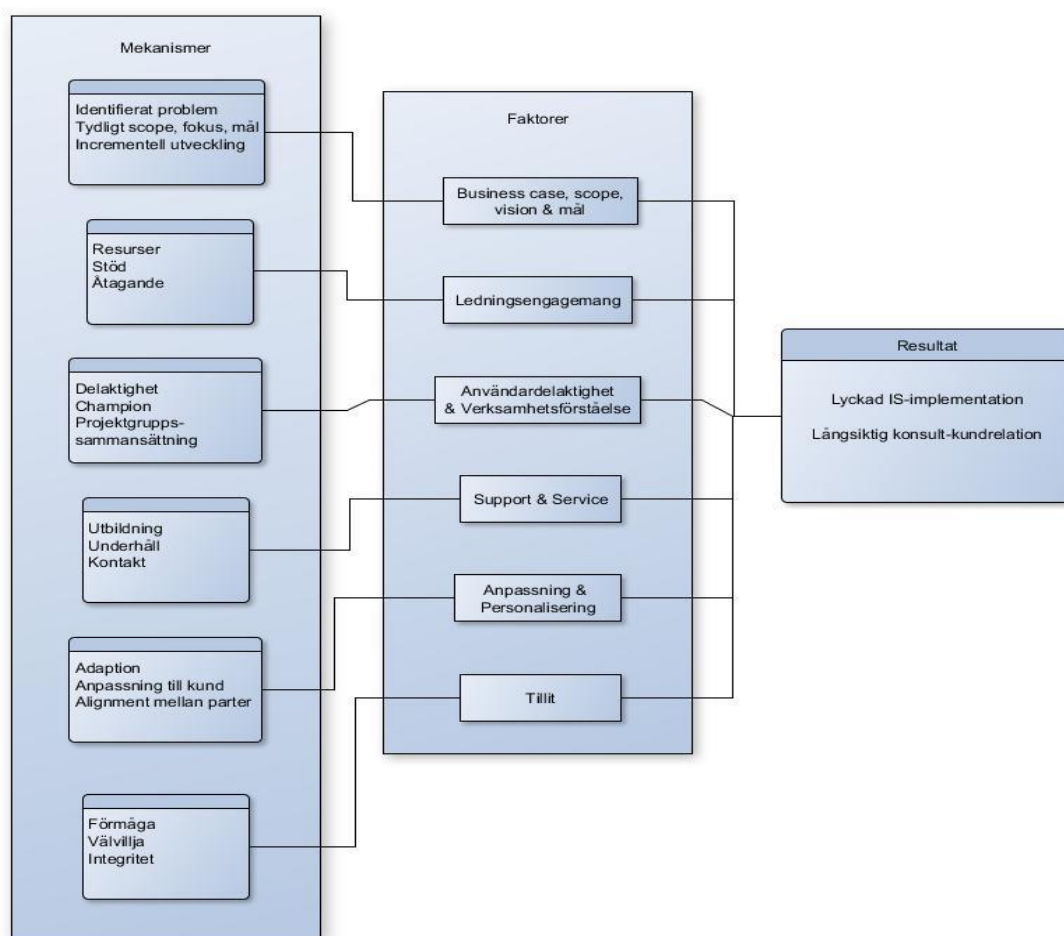 Mekanismer
Identifierat problem
Tydligt scope, fokus, mål
Incrementell utveckling
Resurser
Stöd
Åtagande
Delaktighet
Champion
Projektgrupps-
sammansättning
Utbildning
Underhåll
Kontakt
Adaption
Anpassning till kund
Alignment mellan parter
Förmåga
Välvillja
Integritet
Faktorer
Business case, scope,
vision & mål
Ledningsengagemang
Användardelaktighet
& Verksamhetsförståelse
Support & Service
Anpassning &
Personalisering
Tillit
Resultat
Lyckad IS-implementation
Långsiktig konsult-kundrelation